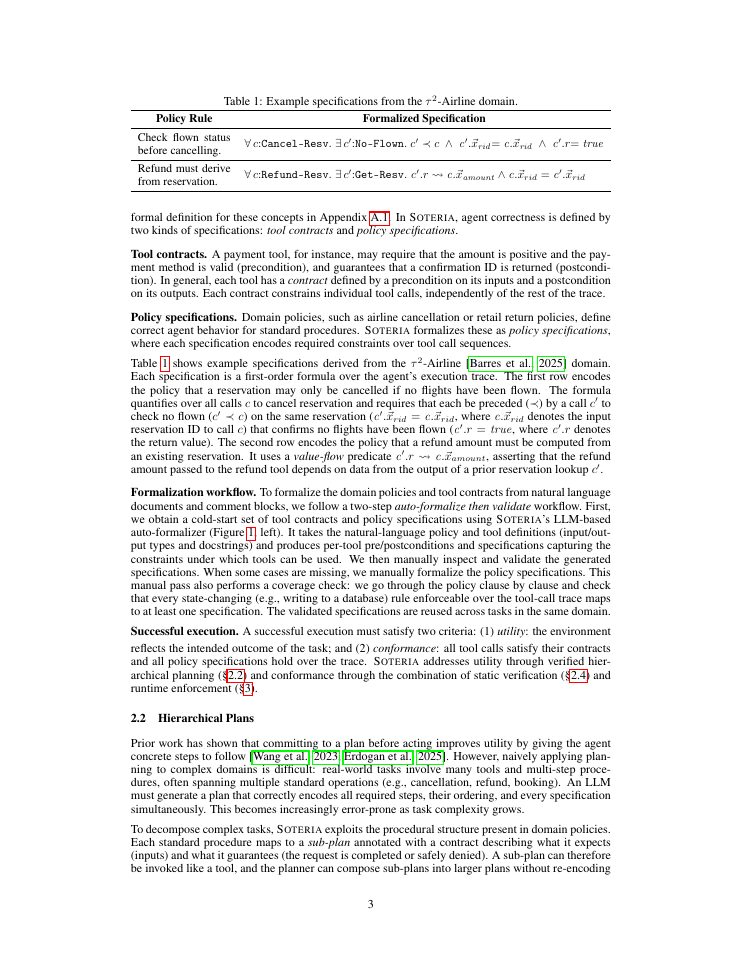 Table 1: Example specifications from the τ²-Airline domain.
Policy Rule Formalized Specification
Check flown status
before cancelling.
∀ c:Cancel-Resv. ∃ c′:No-Flown. c′ ≺ c ∧ c′.x⃗_rid = c.x⃗_rid ∧ c′.r = true
Refund must derive
from reservation.
∀ c:Refund-Resv. ∃ c′:Get-Resv. c′.r ⇝ c.x⃗_amount ∧ c.x⃗_rid = c′.x⃗_rid
formal definition for these concepts in Appendix A.1. In SOTERIA, agent correctness is defined by
two kinds of specifications: tool contracts and policy specifications.
Tool contracts. A payment tool, for instance, may require that the amount is positive and the pay-
ment method is valid (precondition), and guarantees that a confirmation ID is returned (postcondi-
tion). In general, each tool has a contract defined by a precondition on its inputs and a postcondition
on its outputs. Each contract constrains individual tool calls, independently of the rest of the trace.
Policy specifications. Domain policies, such as airline cancellation or retail return policies, define
correct agent behavior for standard procedures. SOTERIA formalizes these as policy specifications,
where each specification encodes required constraints over tool call sequences.
Table 1 shows example specifications derived from the τ²-Airline [Barres et al., 2025] domain.
Each specification is a first-order formula over the agent's execution trace. The first row encodes
the policy that a reservation may only be cancelled if no flights have been flown. The formula
quantifies over all calls c to cancel reservation and requires that each be preceded (≺) by a call c′ to
check no flown (c′ ≺ c) on the same reservation (c′.x⃗_rid = c.x⃗_rid, where c.x⃗_rid denotes the input
reservation ID to call c) that confirms no flights have been flown (c′.r = true, where c′.r denotes
the return value). The second row encodes the policy that a refund amount must be computed from
an existing reservation. It uses a value-flow predicate c′.r ⇝ c.x⃗_amount, asserting that the refund
amount passed to the refund tool depends on data from the output of a prior reservation lookup c′.
Formalization workflow. To formalize the domain policies and tool contracts from natural language
documents and comment blocks, we follow a two-step auto-formalize then validate workflow. First,
we obtain a cold-start set of tool contracts and policy specifications using SOTERIA's LLM-based
auto-formalizer (Figure 1, left). It takes the natural-language policy and tool definitions (input/out-
put types and docstrings) and produces per-tool pre/postconditions and specifications capturing the
constraints under which tools can be used. We then manually inspect and validate the generated
specifications. When some cases are missing, we manually formalize the policy specifications. This
manual pass also performs a coverage check: we go through the policy clause by clause and check
that every state-changing (e.g., writing to a database) rule enforceable over the tool-call trace maps
to at least one specification. The validated specifications are reused across tasks in the same domain.
Successful execution. A successful execution must satisfy two criteria: (1) utility: the environment
reflects the intended outcome of the task; and (2) conformance: all tool calls satisfy their contracts
and all policy specifications hold over the trace. SOTERIA addresses utility through verified hier-
archical planning (§2.2) and conformance through the combination of static verification (§2.4) and
runtime enforcement (§3).
2.2 Hierarchical Plans
Prior work has shown that committing to a plan before acting improves utility by giving the agent
concrete steps to follow [Wang et al., 2023, Erdogan et al., 2025]. However, naively applying plan-
ning to complex domains is difficult: real-world tasks involve many tools and multi-step proce-
dures, often spanning multiple standard operations (e.g., cancellation, refund, booking). An LLM
must generate a plan that correctly encodes all required steps, their ordering, and every specification
simultaneously. This becomes increasingly error-prone as task complexity grows.
To decompose complex tasks, SOTERIA exploits the procedural structure present in domain policies.
Each standard procedure maps to a sub-plan annotated with a contract describing what it expects
(inputs) and what it guarantees (the request is completed or safely denied). A sub-plan can therefore
be invoked like a tool, and the planner can compose sub-plans into larger plans without re-encoding
3